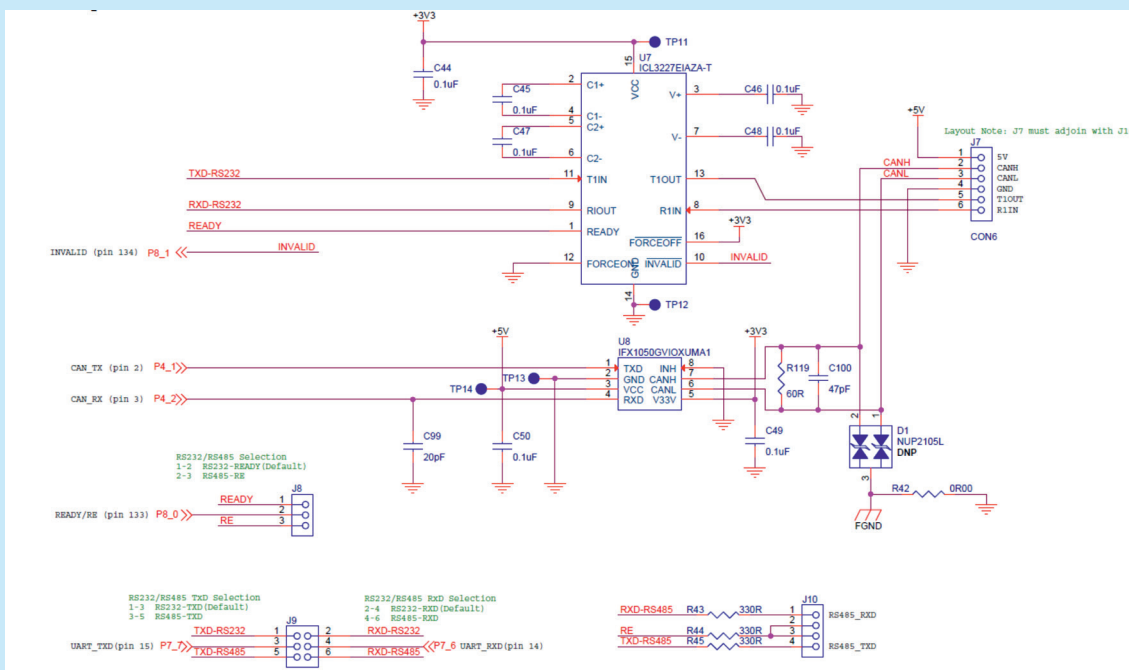 +3V3
TP11
U7
ICL3227EIAZA-T
C44
0.1uF
15
VCC
2 C1+
C45
0.1uF
4 C1-
5 C2+
C47
0.1uF
6 C2-
V+ 3 C46 0.1uF
V- 7 C48 0.1uF
+5V
Layout Note: J7 must adjoin with J1
J7
1 5V
CANH 2 CANH
CANL 3 CANL
4 GND
5 T1OUT
6 R1IN
CON6
TXD-RS232 11 T1IN
T1OUT 13
RXD-RS232 9 RIOUT
R1IN 8
READY 1 READY
+3V3
FORCEOFF 16
INVALID (pin 134) P8_1 INVALID
12 FORCEON
INVALID 10 INVALID
GND
14
TP12
+5V
U8
IFX1050GVIOXUMA1
+3V3
CAN_TX (pin 2) P4_1
1 TXD INH 8
TP13 2 GND CANH 7
TP14 3 VCC CANL 6
CAN_RX (pin 3) P4_2
4 RXD V33V 5
R119
60R
C100
47pF
C99
20pF
C50
0.1uF
C49
0.1uF
2 1
D1
NUP2105L
DNP
3
R42 0R00
FGND
RS232/RS485 Selection
1-2 RS232-READY(Default)
2-3 RS485-RE
J8
READY 1
READY/RE (pin 133) P8_0 2
RE 3
RS232/RS485 TxD Selection
1-3 RS232-TXD(Default)
3-5 RS485-TXD
RS232/RS485 RxD Selection
2-4 RS232-RXD(Default)
4-6 RS485-RXD
J9
TXD-RS232 1 2 RXD-RS232
UART_TXD(pin 15) P7_7 3 4 P7_6 UART_RXD(pin 14)
TXD-RS485 5 6 RXD-RS485
J10
RXD-RS485 R43 330R 1 RS485_RXD
2
RE R44 330R 3
TXD-RS485 R45 330R 4 RS485_TXD